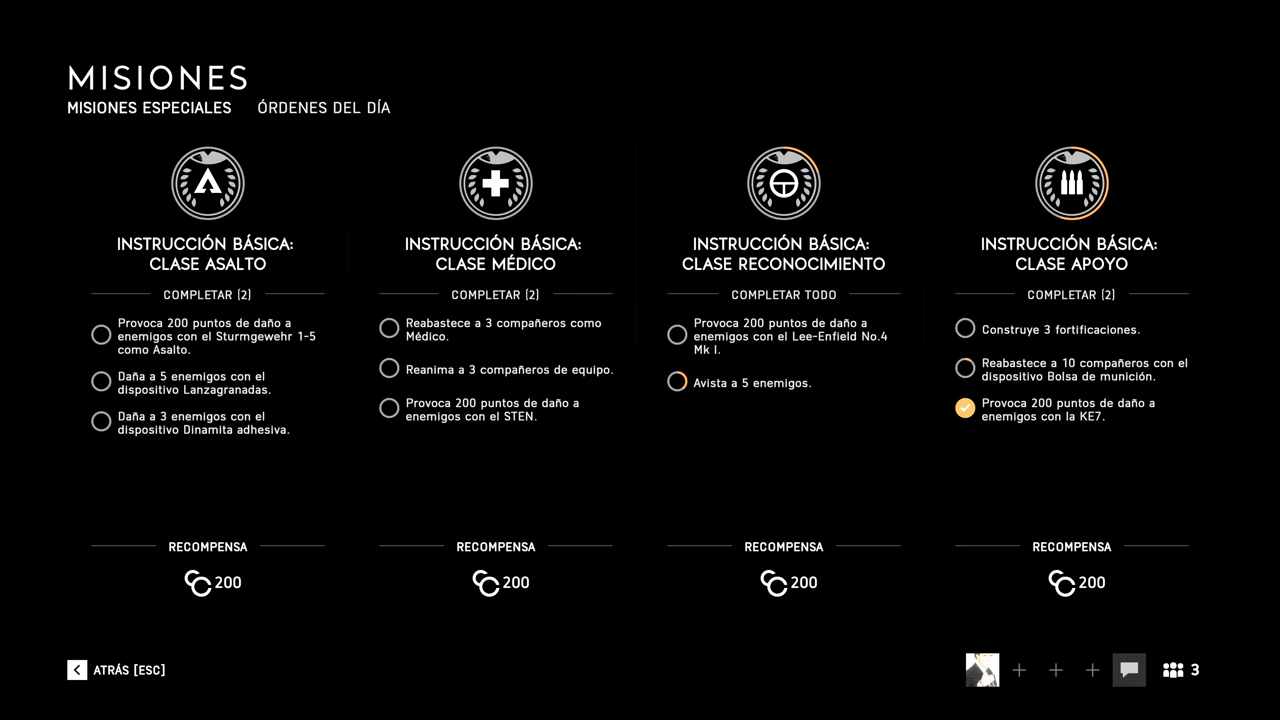 MISIONES
MISIONES ESPECIALES ÓRDENES DEL DÍA
INSTRUCCIÓN BÁSICA:
CLASE ASALTO
COMPLETAR (2)
Provoca 200 puntos de daño a
enemigos con el Sturmgewehr 1-5
como Asalto.
Daña a 5 enemigos con el
dispositivo Lanzagranadas.
Daña a 3 enemigos con el
dispositivo Dinamita adhesiva.
RECOMPENSA
200
INSTRUCCIÓN BÁSICA:
CLASE MÉDICO
COMPLETAR (2)
Reabastece a 3 compañeros como
Médico.
Reanima a 3 compañeros de equipo.
Provoca 200 puntos de daño a
enemigos con el STEN.
RECOMPENSA
200
INSTRUCCIÓN BÁSICA:
CLASE RECONOCIMIENTO
COMPLETAR TODO
Provoca 200 puntos de daño a
enemigos con el Lee-Enfield No.4
Mk I.
Avista a 5 enemigos.
RECOMPENSA
200
INSTRUCCIÓN BÁSICA:
CLASE APOYO
COMPLETAR (2)
Construye 3 fortificaciones.
Reabastece a 10 compañeros con el
dispositivo Bolsa de munición.
Provoca 200 puntos de daño a
enemigos con la KE7.
RECOMPENSA
200
ATRÁS [ESC]
3